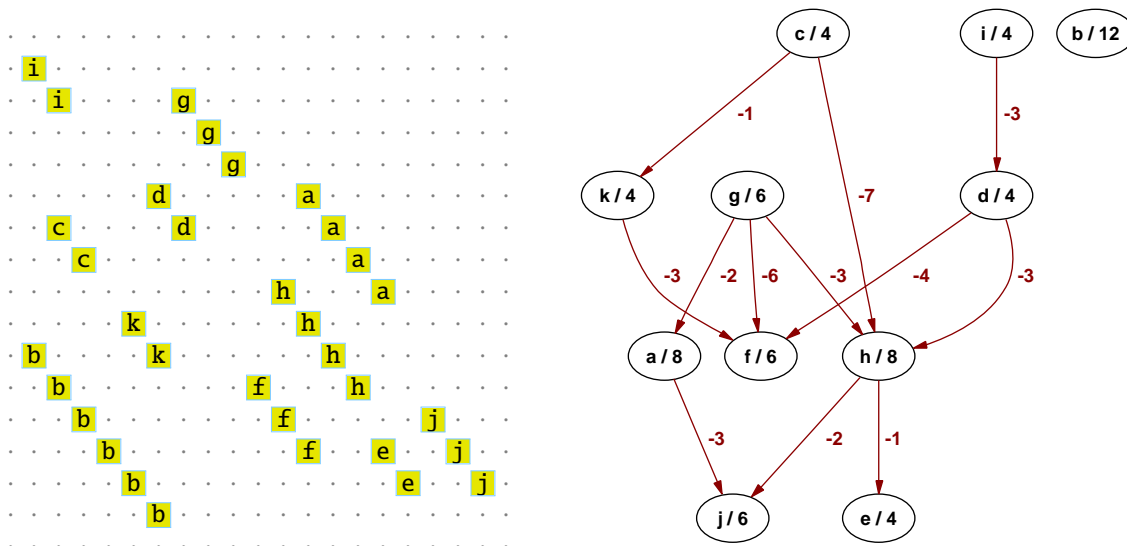 i
i g
g
g
d a
c d a
c a
h a
k h
b k h
b f h
b f j
b f e j
b e j
b
c / 4 i / 4 b / 12
-1 -3
k / 4 g / 6 d / 4
-7
-3 -2 -6 -3 -4 -3
a / 8 f / 6 h / 8
-3 -2 -1
j / 6 e / 4